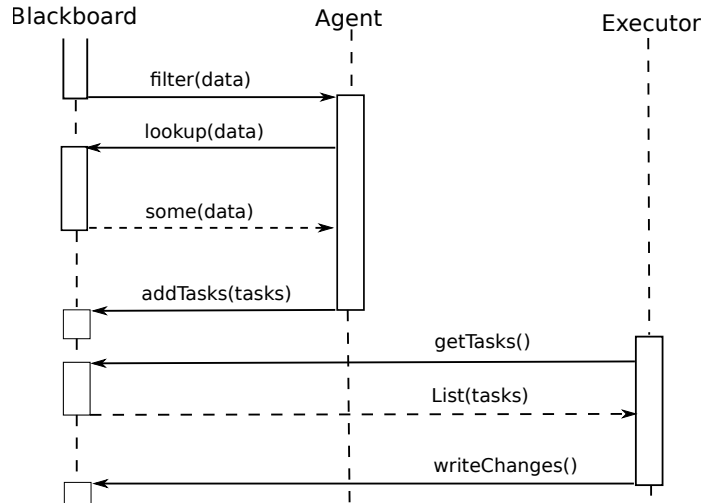 Blackboard
Agent
Executor
filter(data)
lookup(data)
some(data)
addTasks(tasks)
getTasks()
List(tasks)
writeChanges()